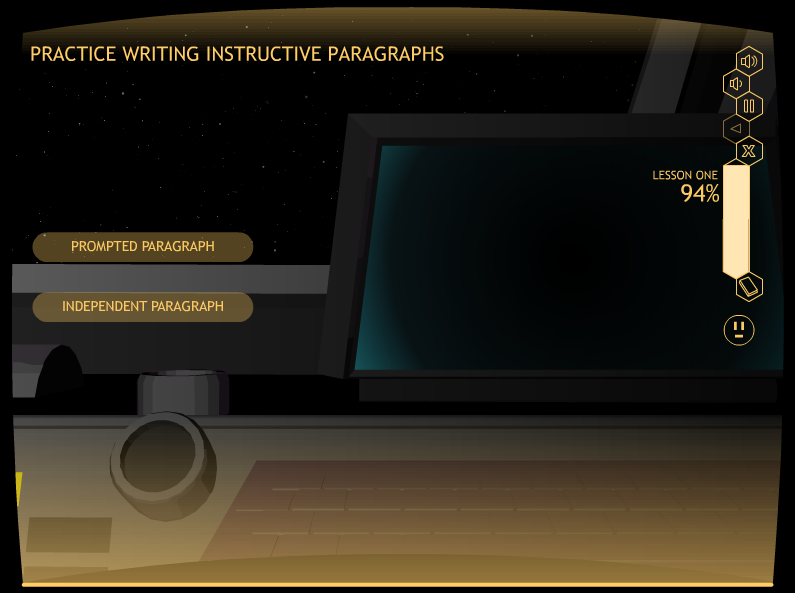 PRACTICE WRITING INSTRUCTIVE PARAGRAPHS
LESSON ONE
94%
PROMPTED PARAGRAPH
INDEPENDENT PARAGRAPH